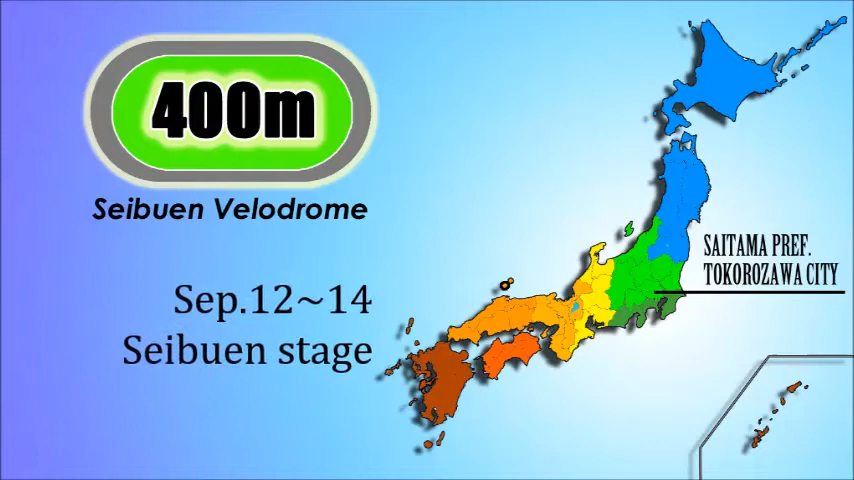 400m
Seibuen Velodrome
Sep.12~14
Seibuen stage
SAITAMA PREF.
TOKOROZAWA CITY